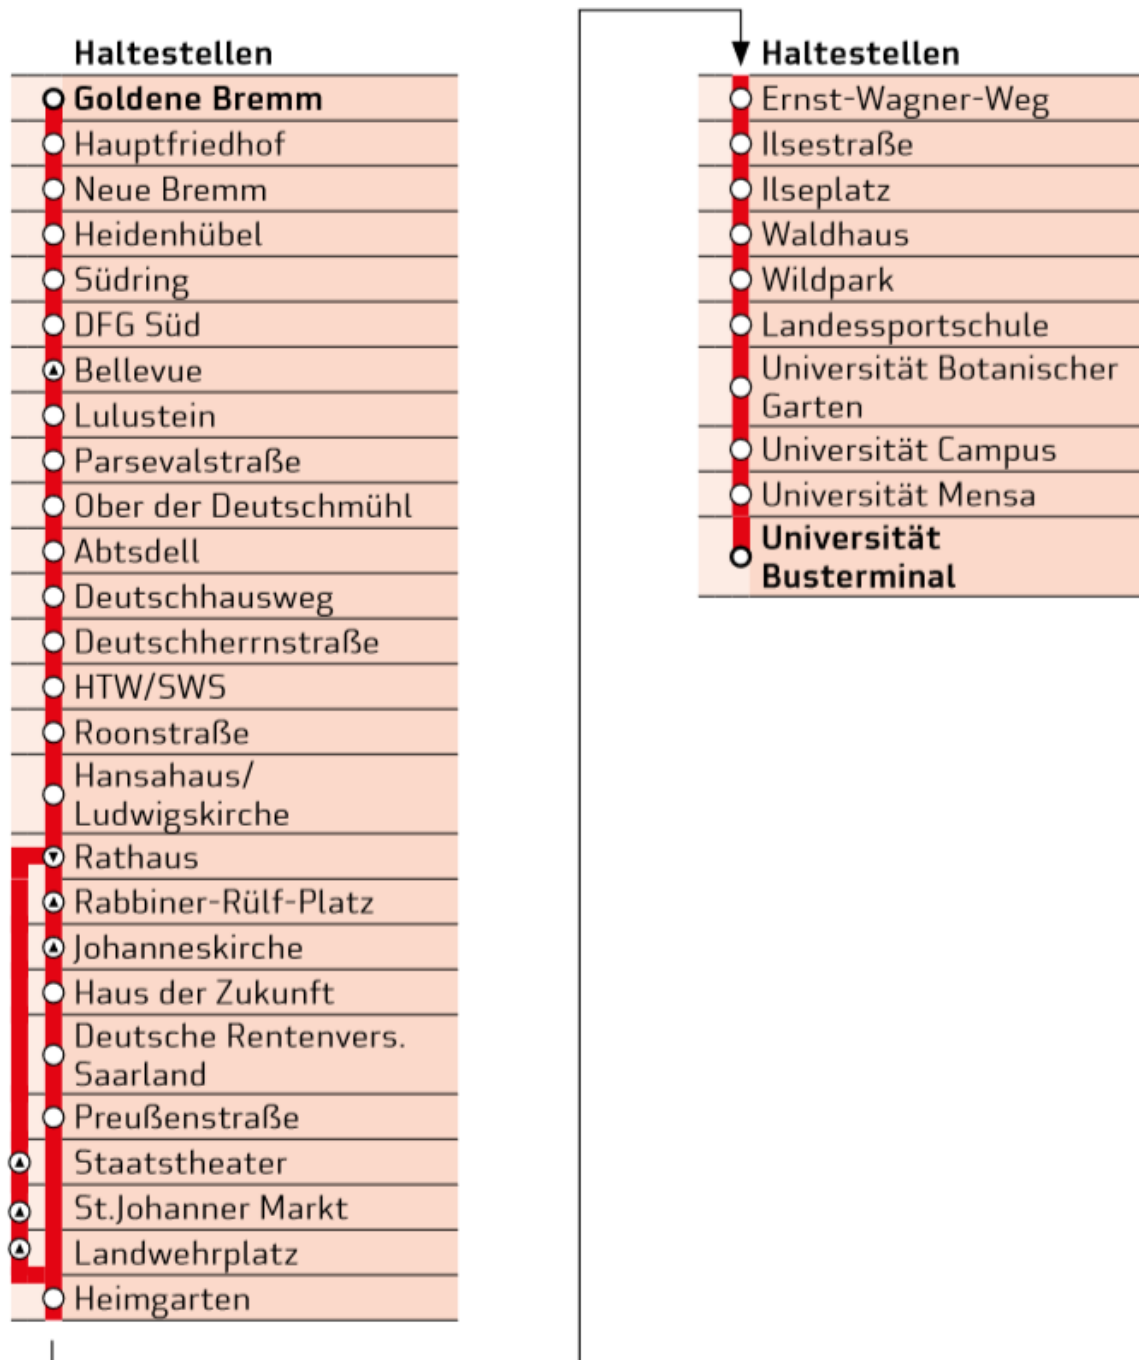 Haltestellen
Goldene Bremm
Hauptfriedhof
Neue Bremm
Heidenhübel
Südring
DFG Süd
Bellevue
Lulustein
Parsevalstraße
Ober der Deutschmühl
Abtsdell
Deutschhausweg
Deutschherrnstraße
HTW/SWS
Roonstraße
Hansahaus/
Ludwigskirche
Rathaus
Rabbiner-Rülf-Platz
Johanneskirche
Haus der Zukunft
Deutsche Rentenvers.
Saarland
Preußenstraße
Staatstheater
St.Johanner Markt
Landwehrplatz
Heimgarten
Haltestellen
Ernst-Wagner-Weg
Ilsestraße
Ilseplatz
Waldhaus
Wildpark
Landessportschule
Universität Botanischer
Garten
Universität Campus
Universität Mensa
Universität
Busterminal